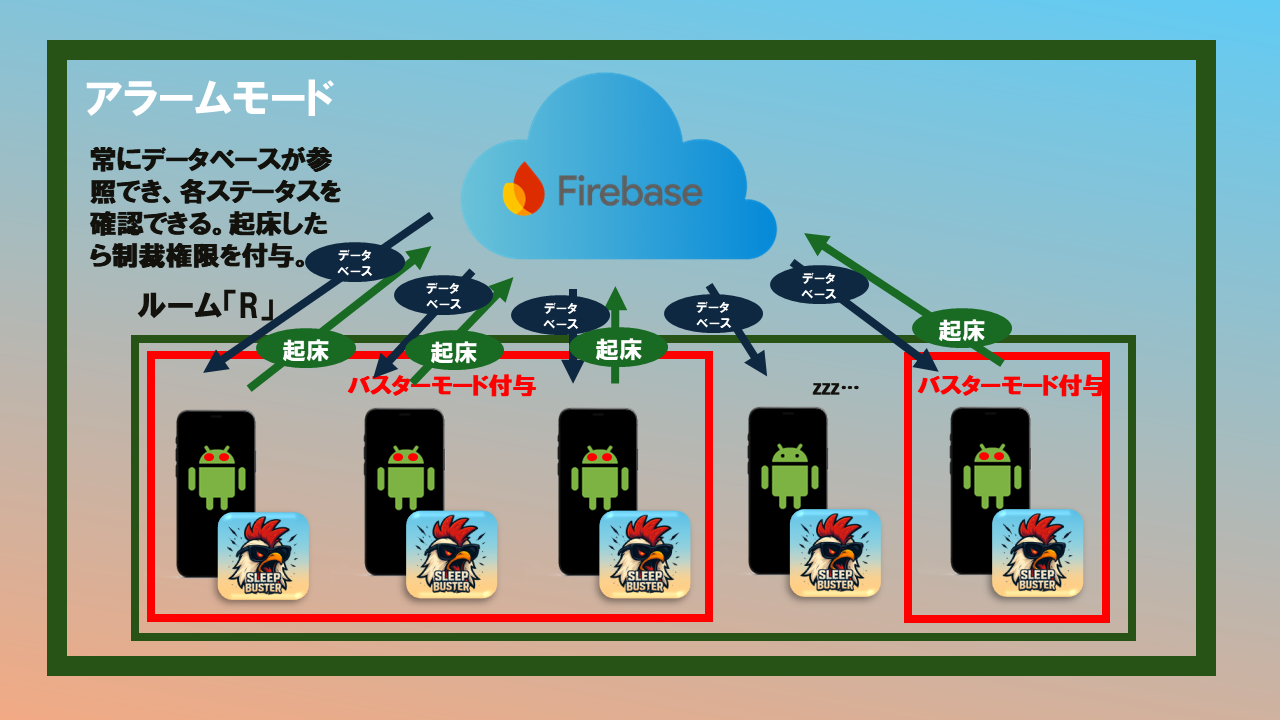 アラームモード
常にデータベースが参
照でき、各ステータスを
確認できる。起床した
ら制裁権限を付与。
Firebase
ルーム「R」
データ
ベース
データ
ベース
データ
ベース
データ
ベース
データ
ベース
起床
起床
起床
起床
バスターモード付与
zzz…
バスターモード付与
SLEEP
BUSTER
SLEEP
BUSTER
SLEEP
BUSTER
SLEEP
BUSTER
SLEEP
BUSTER